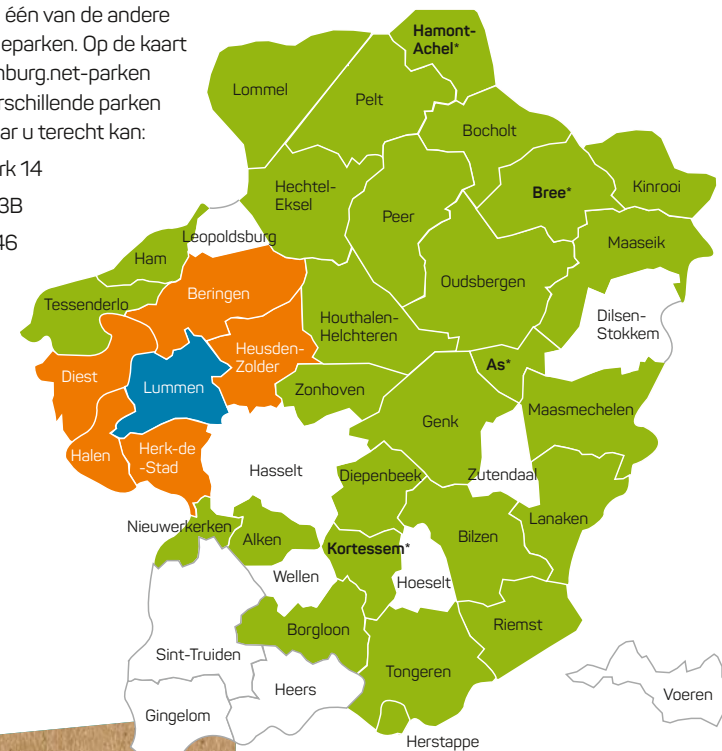 één van de andere
eparken. Op de kaart
nburg.net-parken
rschillende parken
ar u terecht kan:
rk 14
3B
46
Hamont-
Achel*
Lommel
Pelt
Bocholt
Hechtel-
Eksel
Peer
Bree*
Kinrooi
Leopoldsburg
Ham
Maaseik
Oudsbergen
Beringen
Tessenderlo
Houthalen-
Helchteren
Dilsen-
Stokkem
Heusden-
Zolder
Diest
Lummen
As*
Zonhoven
Genk
Maasmechelen
Halen
Herk-de
-Stad
Hasselt
Diepenbeek
Zutendaal
Nieuwerkerken
Alken
Kortessem*
Bilzen
Lanaken
Wellen
Hoeselt
Borgloon
Riemst
Sint-Truiden
Tongeren
Heers
Voeren
Gingelom
Herstappe